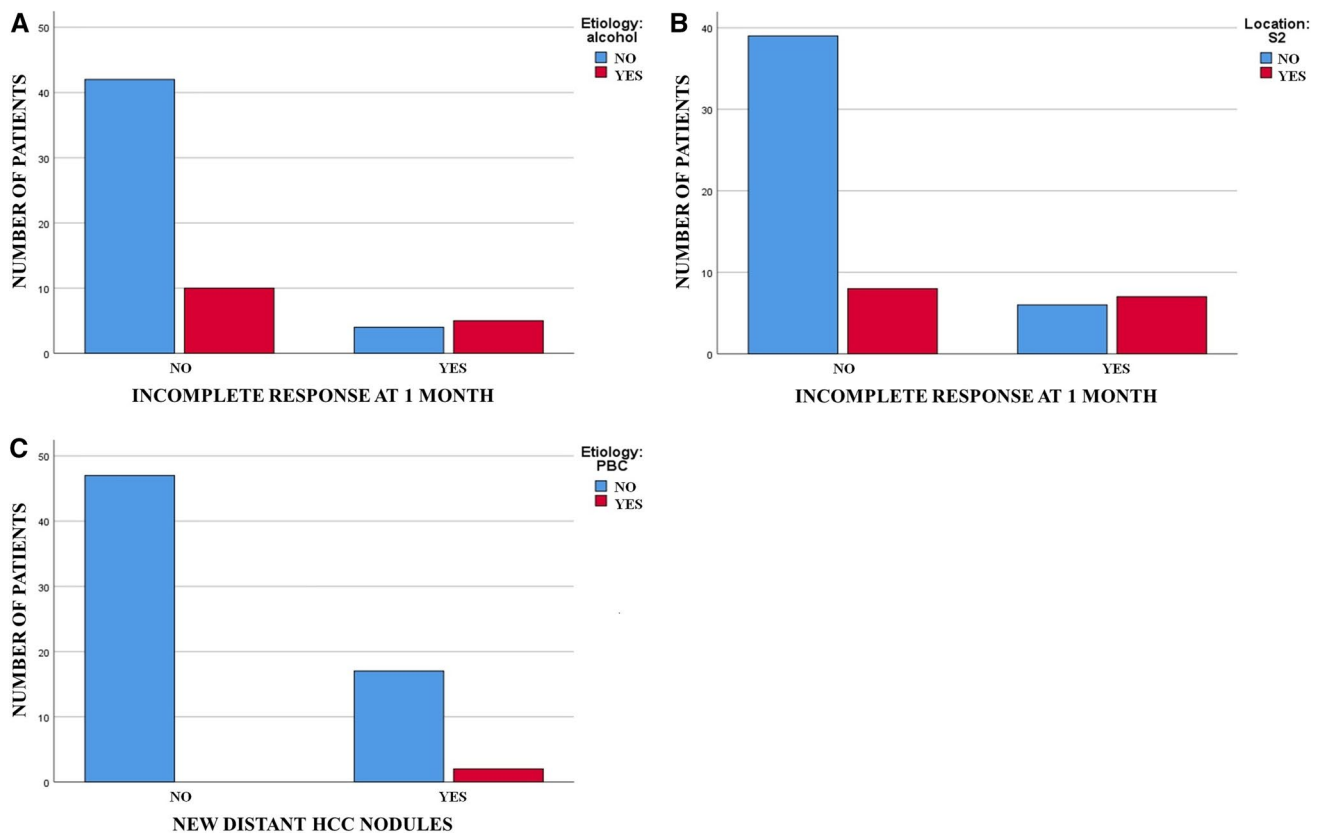 A
Etiology:
alcohol
NO
YES
NUMBER OF PATIENTS
50
40
30
20
10
0
NO
YES
INCOMPLETE RESPONSE AT 1 MONTH
B
Location:
S2
NO
YES
NUMBER OF PATIENTS
40
30
20
10
0
NO
YES
INCOMPLETE RESPONSE AT 1 MONTH
C
Etiology:
PBC
NO
YES
NUMBER OF PATIENTS
50
40
30
20
10
0
NO
YES
NEW DISTANT HCC NODULES